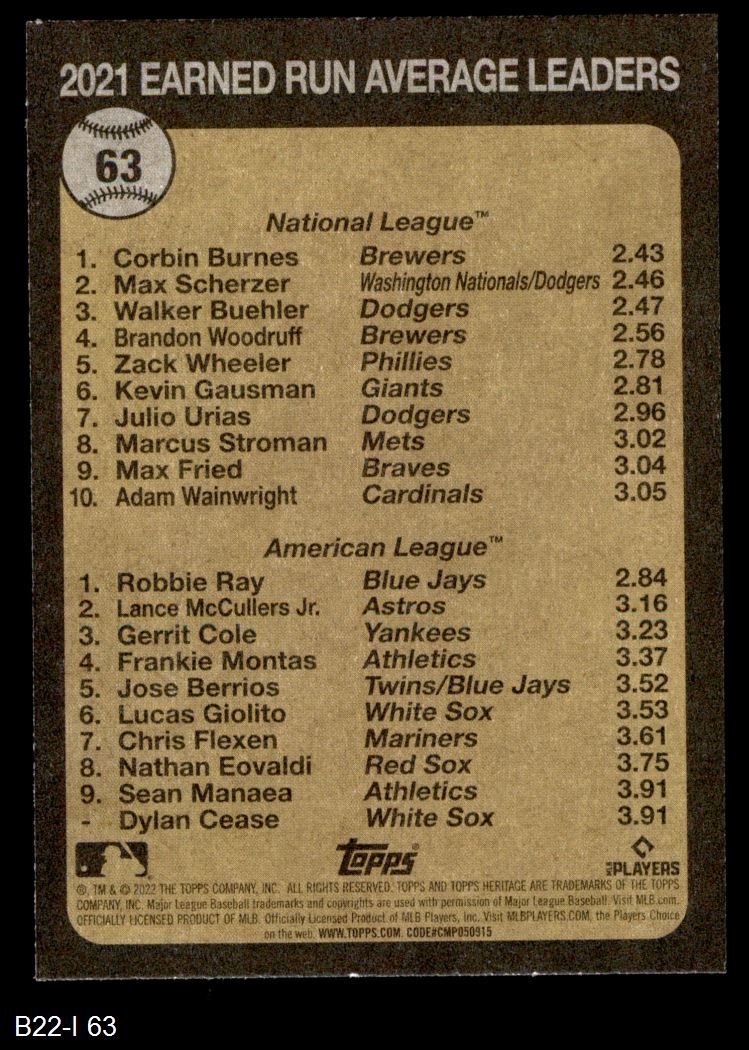 2021 EARNED RUN AVERAGE LEADERS
63
National League™
1. Corbin Burnes Brewers 2.43
2. Max Scherzer Washington Nationals/Dodgers 2.46
3. Walker Buehler Dodgers 2.47
4. Brandon Woodruff Brewers 2.56
5. Zack Wheeler Phillies 2.78
6. Kevin Gausman Giants 2.81
7. Julio Urias Dodgers 2.96
8. Marcus Stroman Mets 3.02
9. Max Fried Braves 3.04
10. Adam Wainwright Cardinals 3.05
American League™
1. Robbie Ray Blue Jays 2.84
2. Lance McCullers Jr. Astros 3.16
3. Gerrit Cole Yankees 3.23
4. Frankie Montas Athletics 3.37
5. Jose Berrios Twins/Blue Jays 3.52
6. Lucas Giolito White Sox 3.53
7. Chris Flexen Mariners 3.61
8. Nathan Eovaldi Red Sox 3.75
9. Sean Manaea Athletics 3.91
- Dylan Cease White Sox 3.91
Topps® MLB PLAYERS
®, TM & © 2022 THE TOPPS COMPANY, INC. ALL RIGHTS RESERVED. TOPPS AND TOPPS HERITAGE ARE TRADEMARKS OF THE TOPPS
COMPANY, INC. Major League Baseball trademarks and copyrights are used with permission of Major League Baseball. Visit MLB.com.
OFFICIALLY LICENSED PRODUCT OF MLB. Officially Licensed Product of MLB Players, Inc. Visit MLBPLAYERS.COM, the Players Choice
on the web. WWW.TOPPS.COM. CODE#CMP050915
B22-I 63